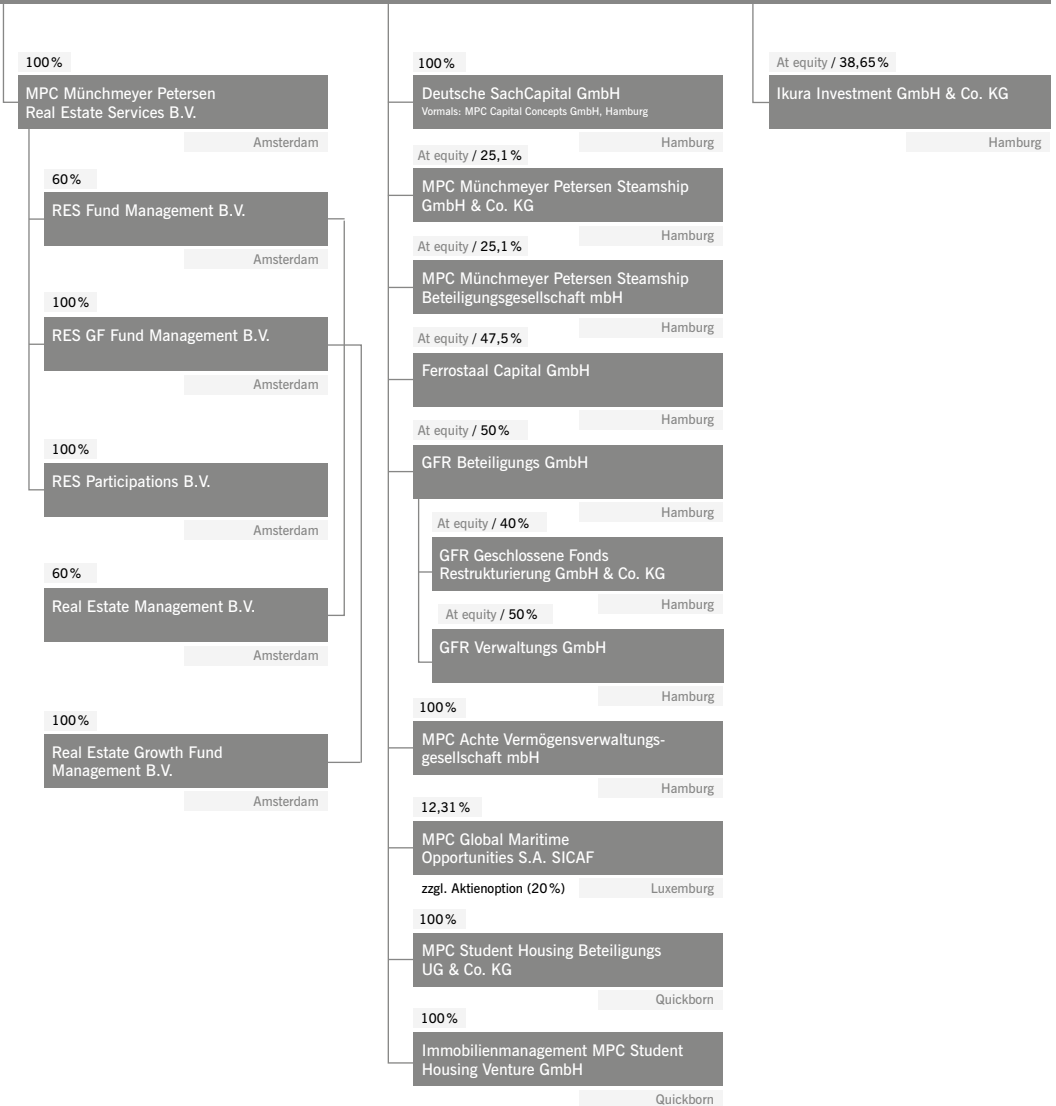 100%
MPC Münchmeyer Petersen
Real Estate Services B.V.
Amsterdam
60%
RES Fund Management B.V.
Amsterdam
100%
RES GF Fund Management B.V.
Amsterdam
100%
RES Participations B.V.
Amsterdam
60%
Real Estate Management B.V.
Amsterdam
100%
Real Estate Growth Fund
Management B.V.
Amsterdam
100%
Deutsche SachCapital GmbH
Vormals: MPC Capital Concepts GmbH, Hamburg
Hamburg
At equity / 25,1%
MPC Münchmeyer Petersen Steamship
GmbH & Co. KG
Hamburg
At equity / 25,1%
MPC Münchmeyer Petersen Steamship
Beteiligungsgesellschaft mbH
Hamburg
At equity / 47,5%
Ferrostaal Capital GmbH
Hamburg
At equity / 50%
GFR Beteiligungs GmbH
Hamburg
At equity / 40%
GFR Geschlossene Fonds
Restrukturierung GmbH & Co. KG
Hamburg
At equity / 50%
GFR Verwaltungs GmbH
Hamburg
100%
MPC Achte Vermögensverwaltungs-
gesellschaft mbH
Hamburg
12,31%
MPC Global Maritime
Opportunities S.A. SICAF
zzgl. Aktienoption (20%)
Luxemburg
100%
MPC Student Housing Beteiligungs
UG & Co. KG
Quickborn
100%
Immobilienmanagement MPC Student
Housing Venture GmbH
Quickborn
At equity / 38,65%
Ikura Investment GmbH & Co. KG
Hamburg